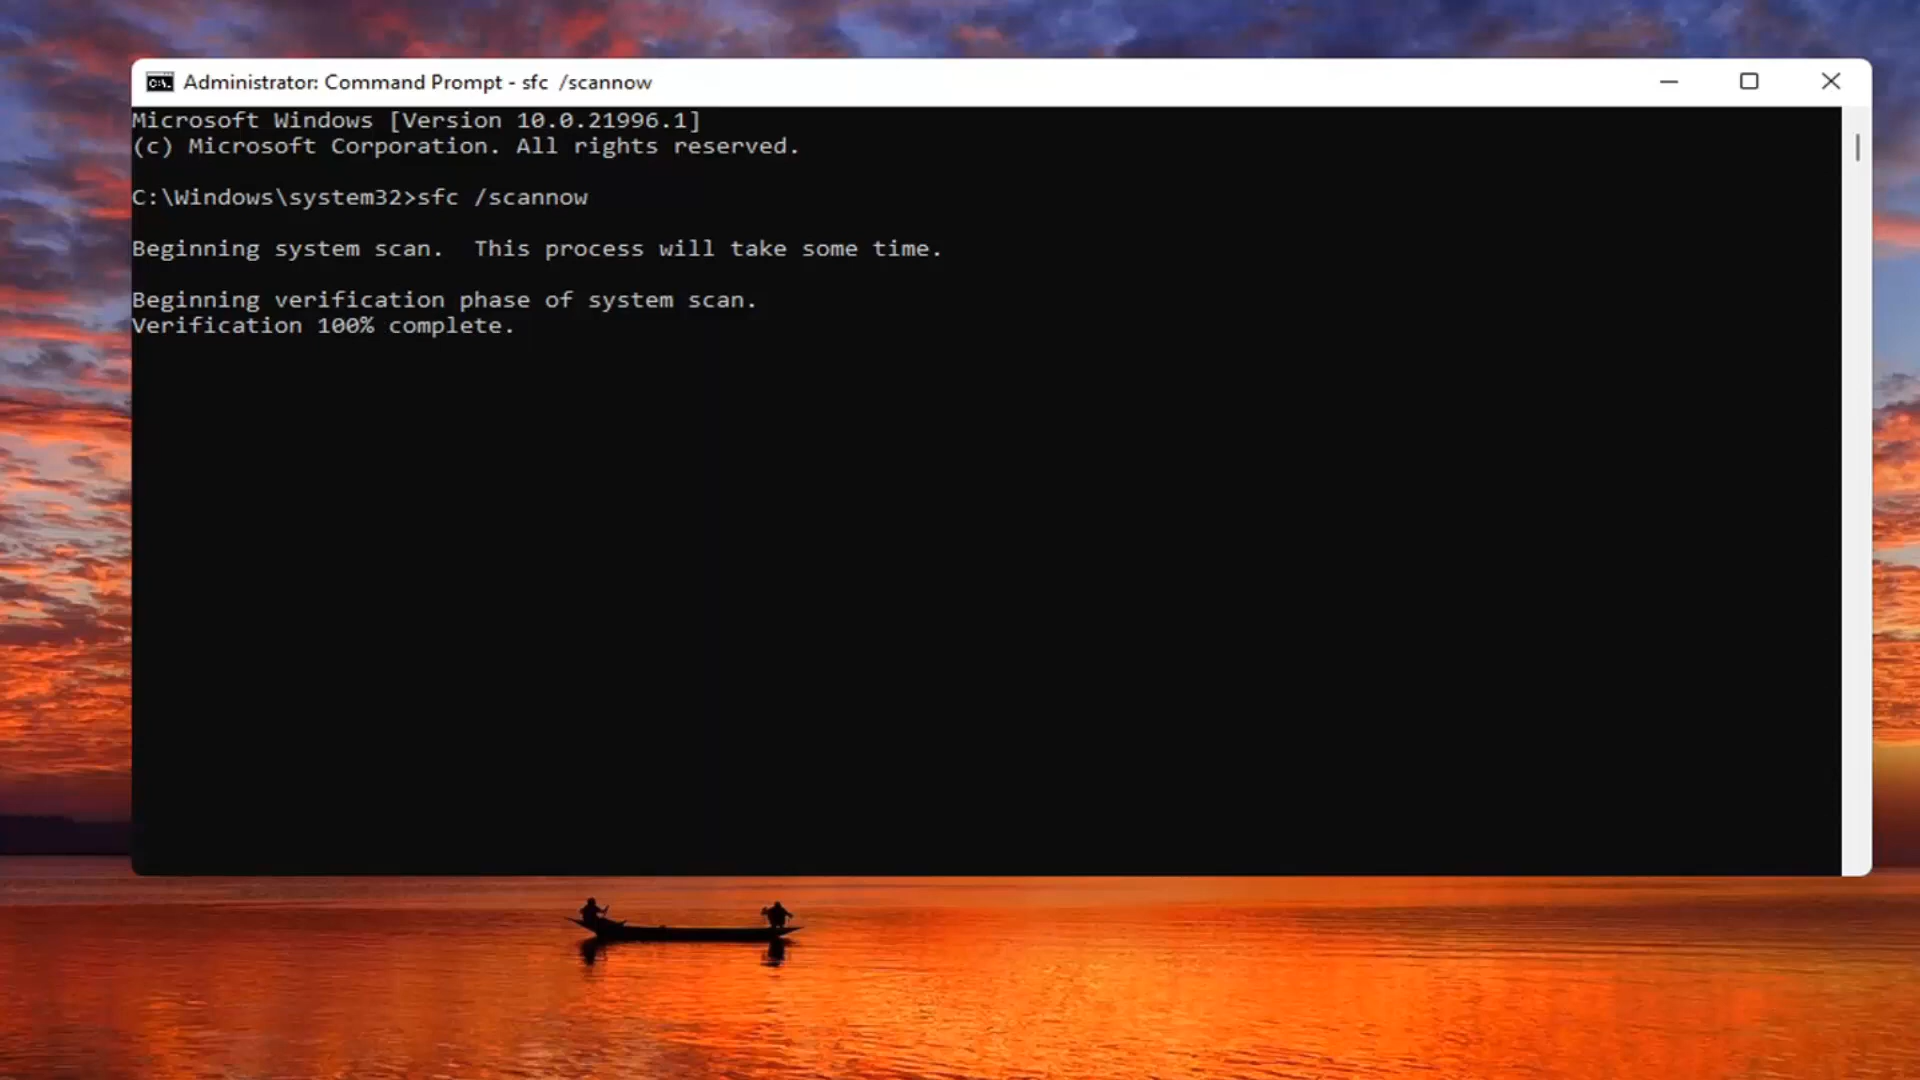 Administrator: Command Prompt - sfc  /scannow
Microsoft Windows [Version 10.0.21996.1]
(c) Microsoft Corporation. All rights reserved.
C:\Windows\system32>sfc /scannow
Beginning system scan.  This process will take some time.
Beginning verification phase of system scan.
Verification 100% complete.